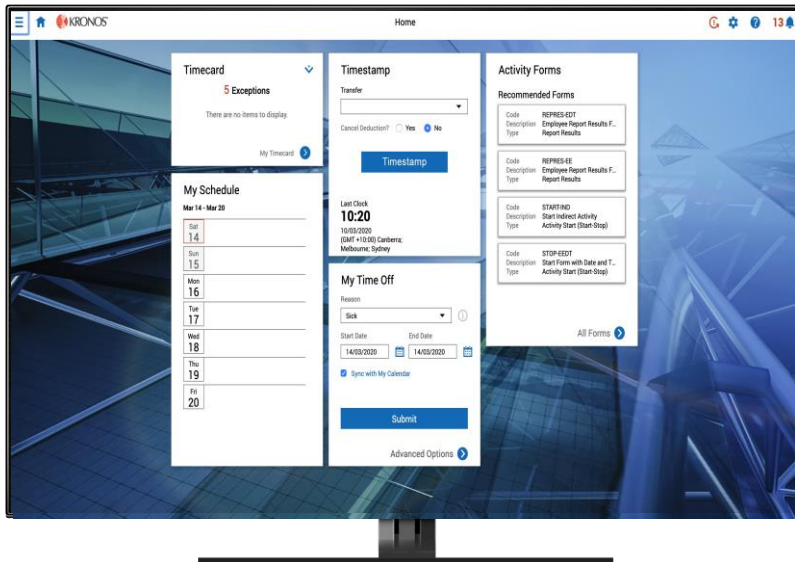 KRONOS
Home
13
Timecard
5 Exceptions
There are no items to display.
My Timecard
My Schedule
Mar 14 - Mar 20
Sat
14
Sun
15
Mon
16
Tue
17
Wed
18
Thu
19
Fri
20
Timestamp
Transfer
Cancel Deduction? Yes No
Timestamp
Last Clock
10:20
10/03/2020
(GMT +10:00) Canberra;
Melbourne; Sydney
My Time Off
Reason
Sick
Start Date End Date
14/03/2020 14/03/2020
Sync with My Calendar
Submit
Advanced Options
Activity Forms
Recommended Forms
Code REPRES-EDT
Description Employee Report Results F...
Type Report Results
Code REPRES-EE
Description Employee Report Results F...
Type Report Results
Code START-IND
Description Start Indirect Activity
Type Activity Start (Start-Stop)
Code STOP-EEDT
Description Start Form with Date and T...
Type Activity Start (Start-Stop)
All Forms